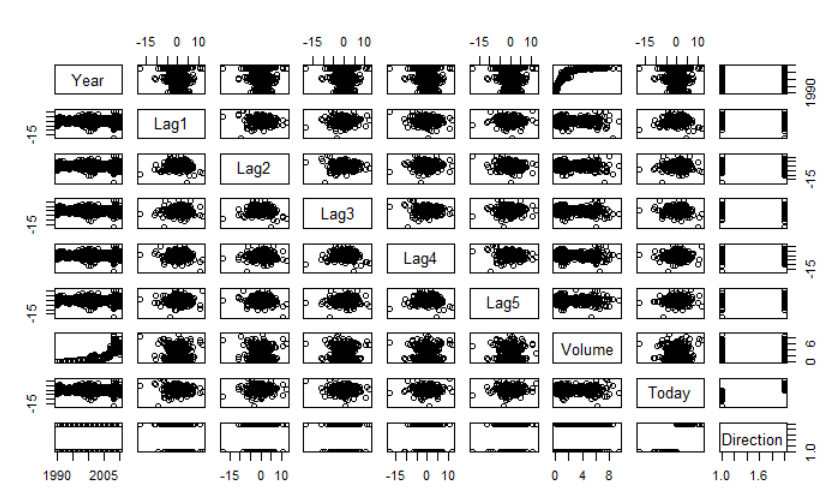 -15 0 10 -15 0 10 -15 0 10 -15 0 10
Year 1990
-15 Lag1
Lag2 -15
-15 Lag3
Lag4 -15
-15 Lag5
Volume 0 6
-15 Today
Direction 1.0
1990 2005 -15 0 10 -15 0 10 0 4 8 1.0 1.6